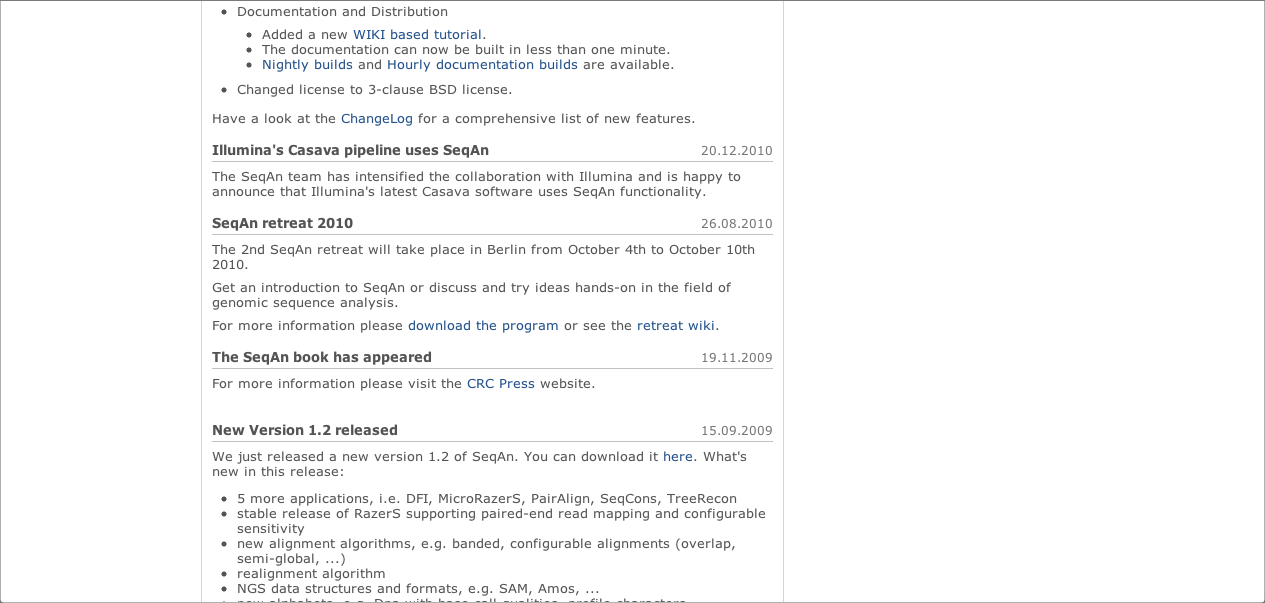 Documentation and Distribution
Added a new WIKI based tutorial.
The documentation can now be built in less than one minute.
Nightly builds and Hourly documentation builds are available.
Changed license to 3-clause BSD license.
Have a look at the ChangeLog for a comprehensive list of new features.
Illumina's Casava pipeline uses SeqAn 20.12.2010
The SeqAn team has intensified the collaboration with Illumina and is happy to
announce that Illumina's latest Casava software uses SeqAn functionality.
SeqAn retreat 2010 26.08.2010
The 2nd SeqAn retreat will take place in Berlin from October 4th to October 10th
2010.
Get an introduction to SeqAn or discuss and try ideas hands-on in the field of
genomic sequence analysis.
For more information please download the program or see the retreat wiki.
The SeqAn book has appeared 19.11.2009
For more information please visit the CRC Press website.
New Version 1.2 released 15.09.2009
We just released a new version 1.2 of SeqAn. You can download it here. What's
new in this release:
5 more applications, i.e. DFI, MicroRazerS, PairAlign, SeqCons, TreeRecon
stable release of RazerS supporting paired-end read mapping and configurable
sensitivity
new alignment algorithms, e.g. banded, configurable alignments (overlap,
semi-global, ...)
realignment algorithm
NGS data structures and formats, e.g. SAM, Amos, ...
new alphabets, e.g. Dna with base call qualities, profile characters